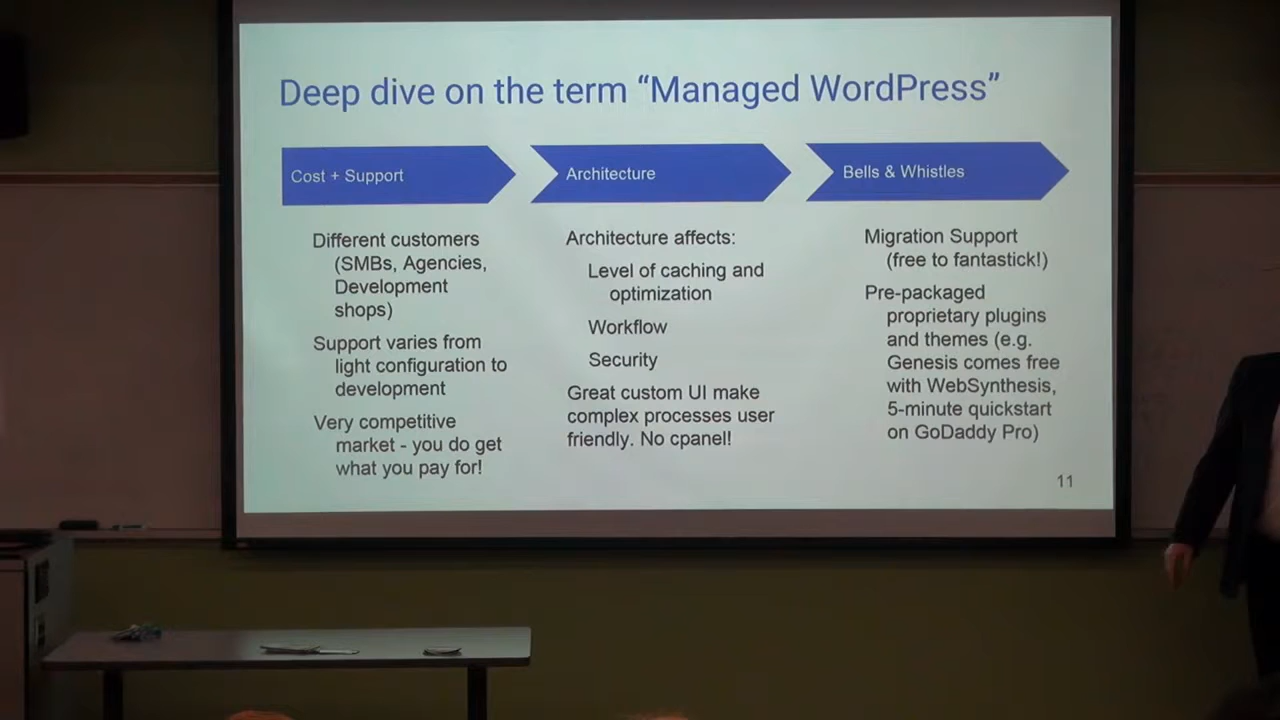 Deep dive on the term “Managed WordPress”
Cost + Support
Different customers
(SMBs, Agencies,
Development
shops)
Support varies from
light configuration to
development
Very competitive
market - you do get
what you pay for!
Architecture
Architecture affects:
Level of caching and
optimization
Workflow
Security
Great custom UI make
complex processes user
friendly. No cpanel!
Bells & Whistles
Migration Support
(free to fantastick!)
Pre-packaged
proprietary plugins
and themes (e.g.
Genesis comes free
with WebSynthesis,
5-minute quickstart
on GoDaddy Pro)
11